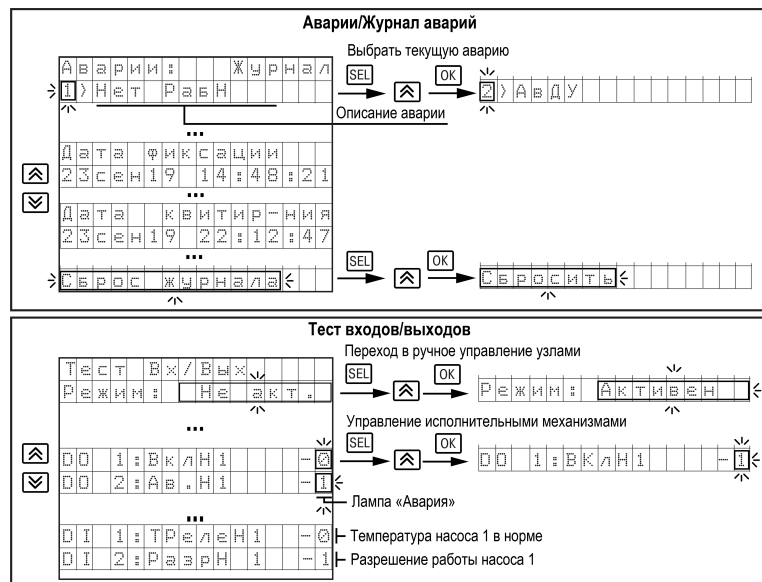 Аварии/Журнал аварий
Выбрать текущую аварию
Аварии: Журнал
SEL
OK
1>Нет РабН
2>АвДУ
Описание аварии
...
Дата фиксации
23сен19 14:48:21
...
Дата квитир-ния
23сен19 22:12:47
...
SEL
OK
Сброс журнала
Сбросить
Тест входов/выходов
Переход в ручное управление узлами
Тест Вх/Вых
SEL
OK
Режим: Не акт.
Режим: Активен
...
Управление исполнительными механизмами
SEL
OK
DO 1:ВклН1 -0
DO 1:ВКлН1 -1
DO 2:Ав.Н1 -1
Лампа «Авария»
...
DI 1:ТРелеН1 -0
Температура насоса 1 в норме
DI 2:РазрН 1 -1
Разрешение работы насоса 1